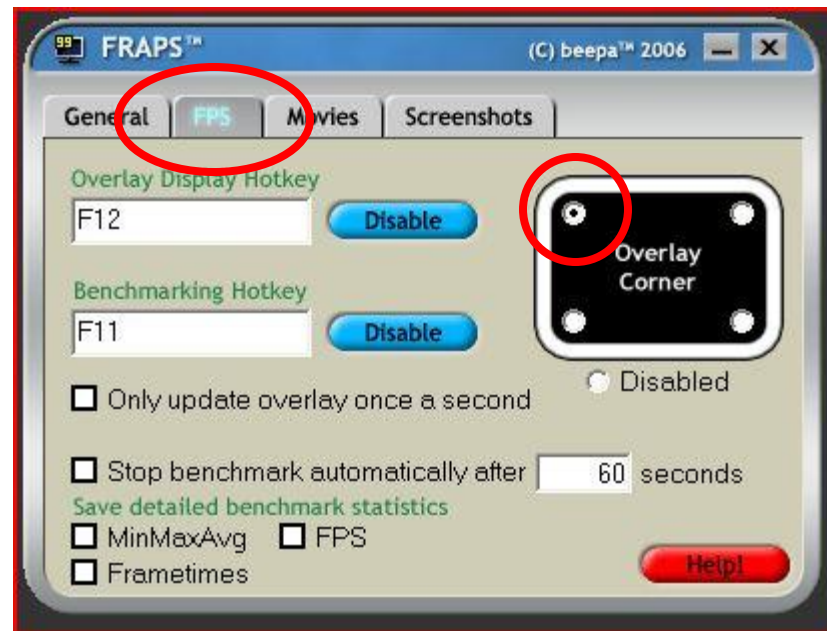 99
FRAPS™ (C) beepa™ 2006
General FPS Movies Screenshots
Overlay Display Hotkey
F12 Disable
Overlay
Corner
Benchmarking Hotkey
F11 Disable
Disabled
Only update overlay once a second
Stop benchmark automatically after 60 seconds
Save detailed benchmark statistics
MinMaxAvg FPS
Frametimes
Help!